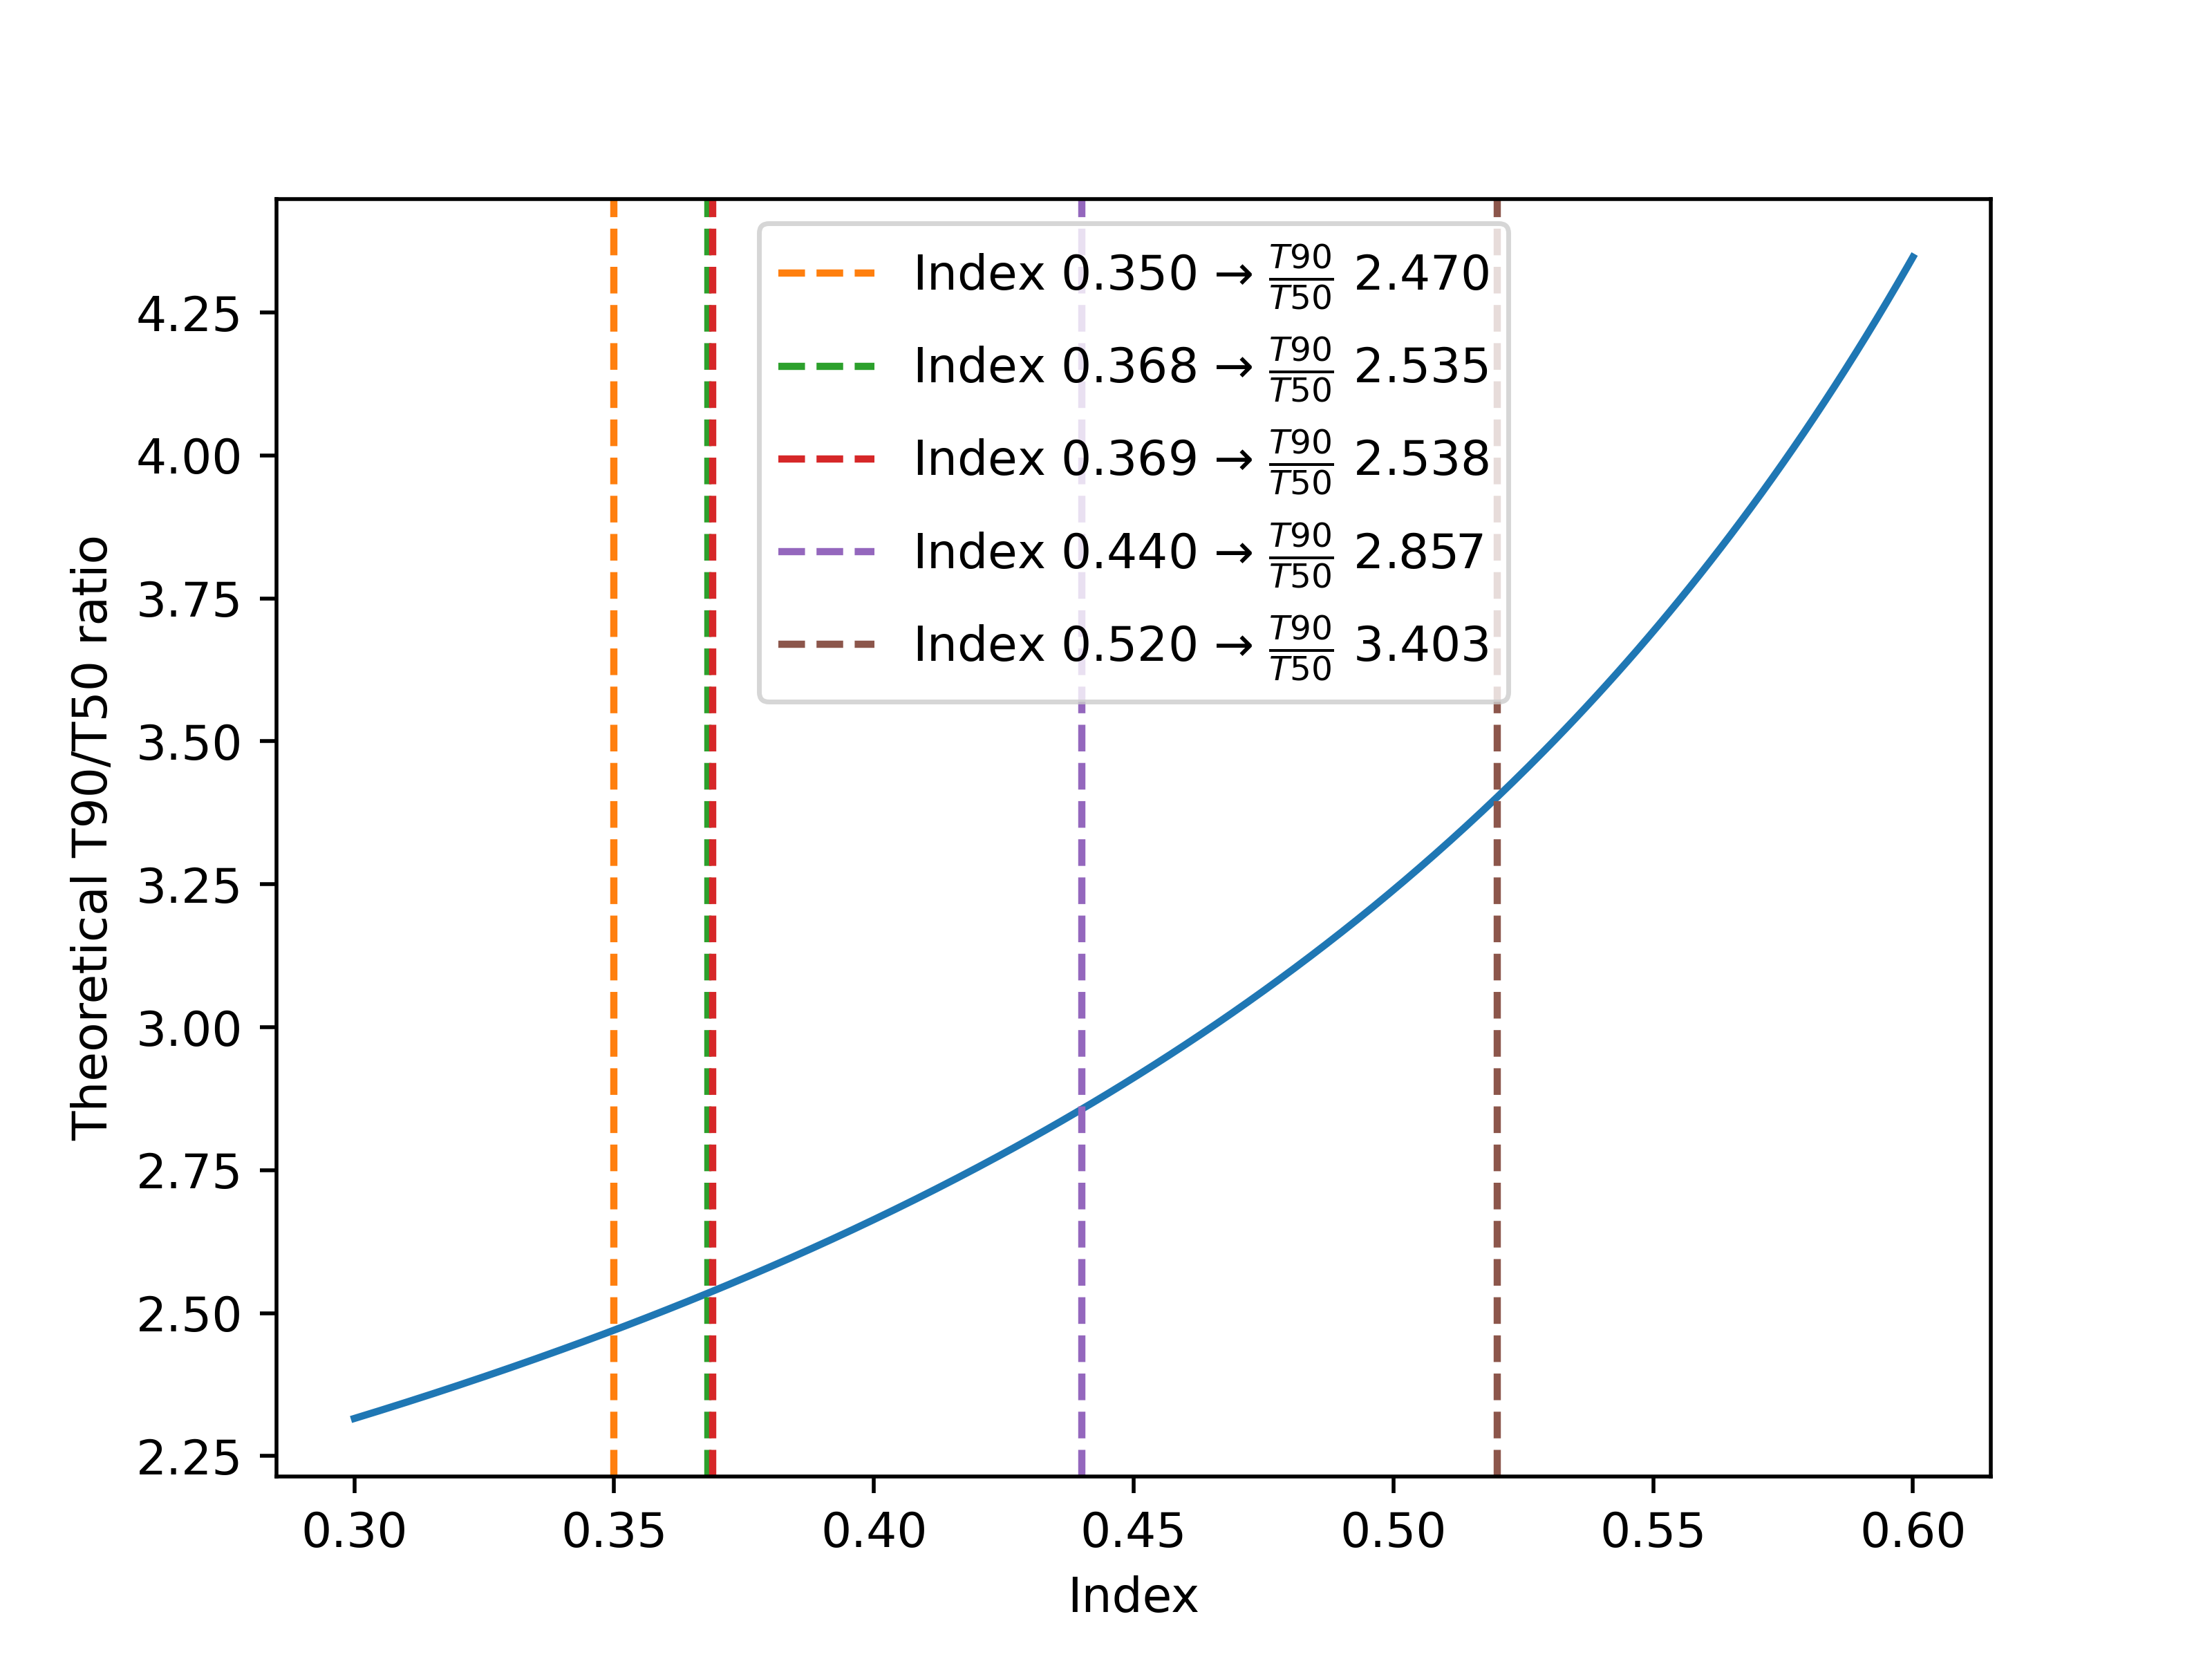 Index 0.350 → T90/T50 2.470
Index 0.368 → T90/T50 2.535
Index 0.369 → T90/T50 2.538
Index 0.440 → T90/T50 2.857
Index 0.520 → T90/T50 3.403
4.25
4.00
3.75
3.50
3.25
3.00
2.75
2.50
2.25
Theoretical T90/T50 ratio
0.30 0.35 0.40 0.45 0.50 0.55 0.60
Index